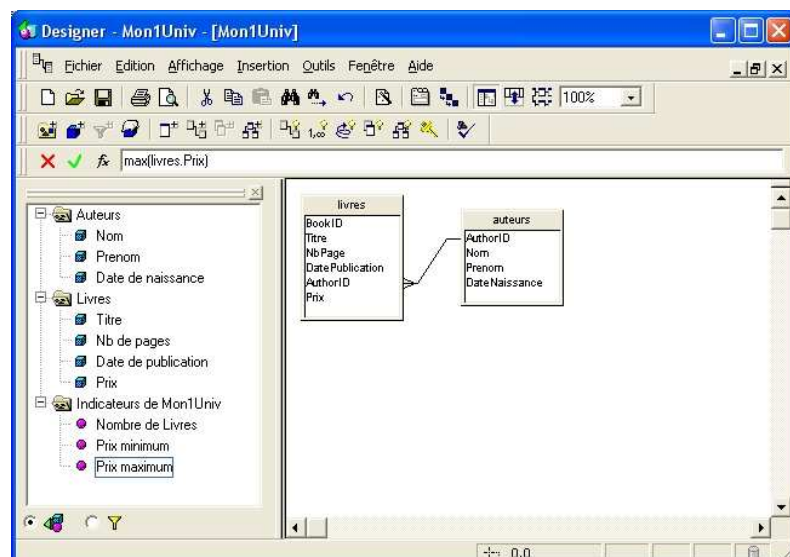 Designer - Mon1Univ - [Mon1Univ]
Fichier Edition Affichage Insertion Outils Fenêtre Aide
100%
max(livres.Prix)
Auteurs
Nom
Prenom
Date de naissance
Livres
Titre
Nb de pages
Date de publication
Prix
Indicateurs de Mon1Univ
Nombre de Livres
Prix minimum
Prix maximum
livres
BookID
Titre
NbPage
DatePublication
AuthorID
Prix
auteurs
AuthorID
Nom
Prenom
DateNaissance
0,0